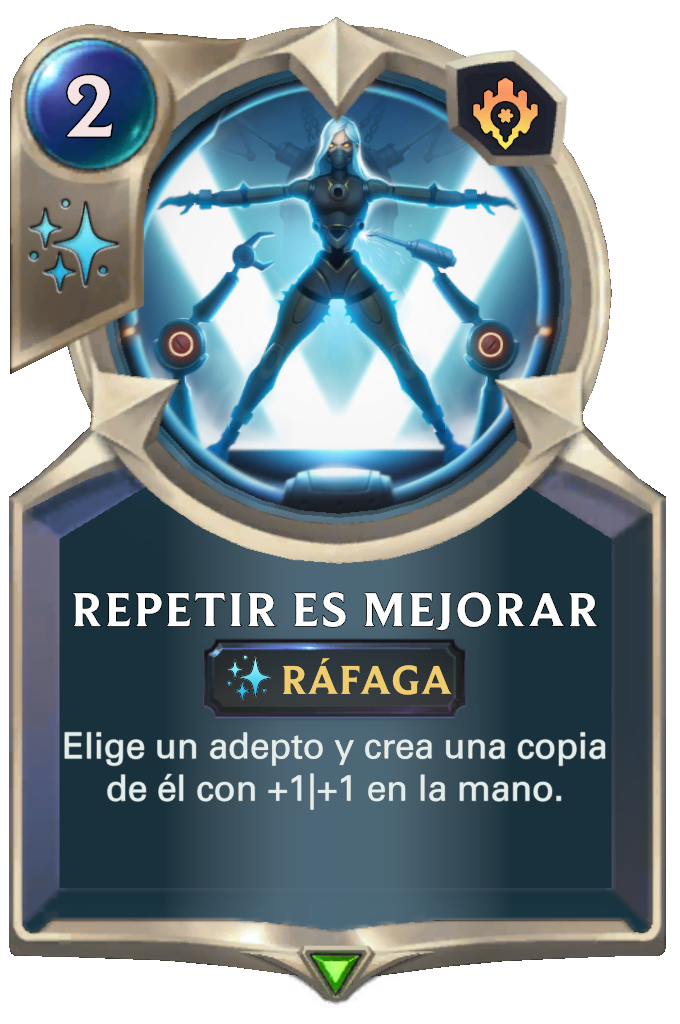 2
REPETIR ES MEJORAR
RÁFAGA
Elige un adepto y crea una copia
de él con +1|+1 en la mano.